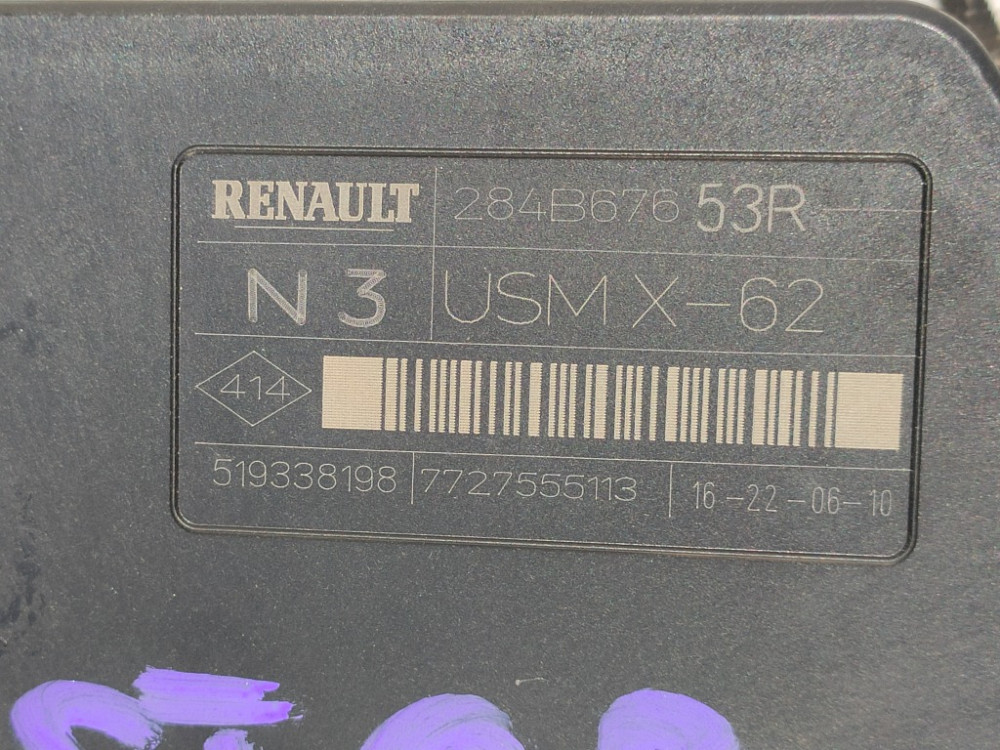 RENAULT 284B676 53R
N 3 USM X-62
414
519338198 7727555113 16-22-06-10